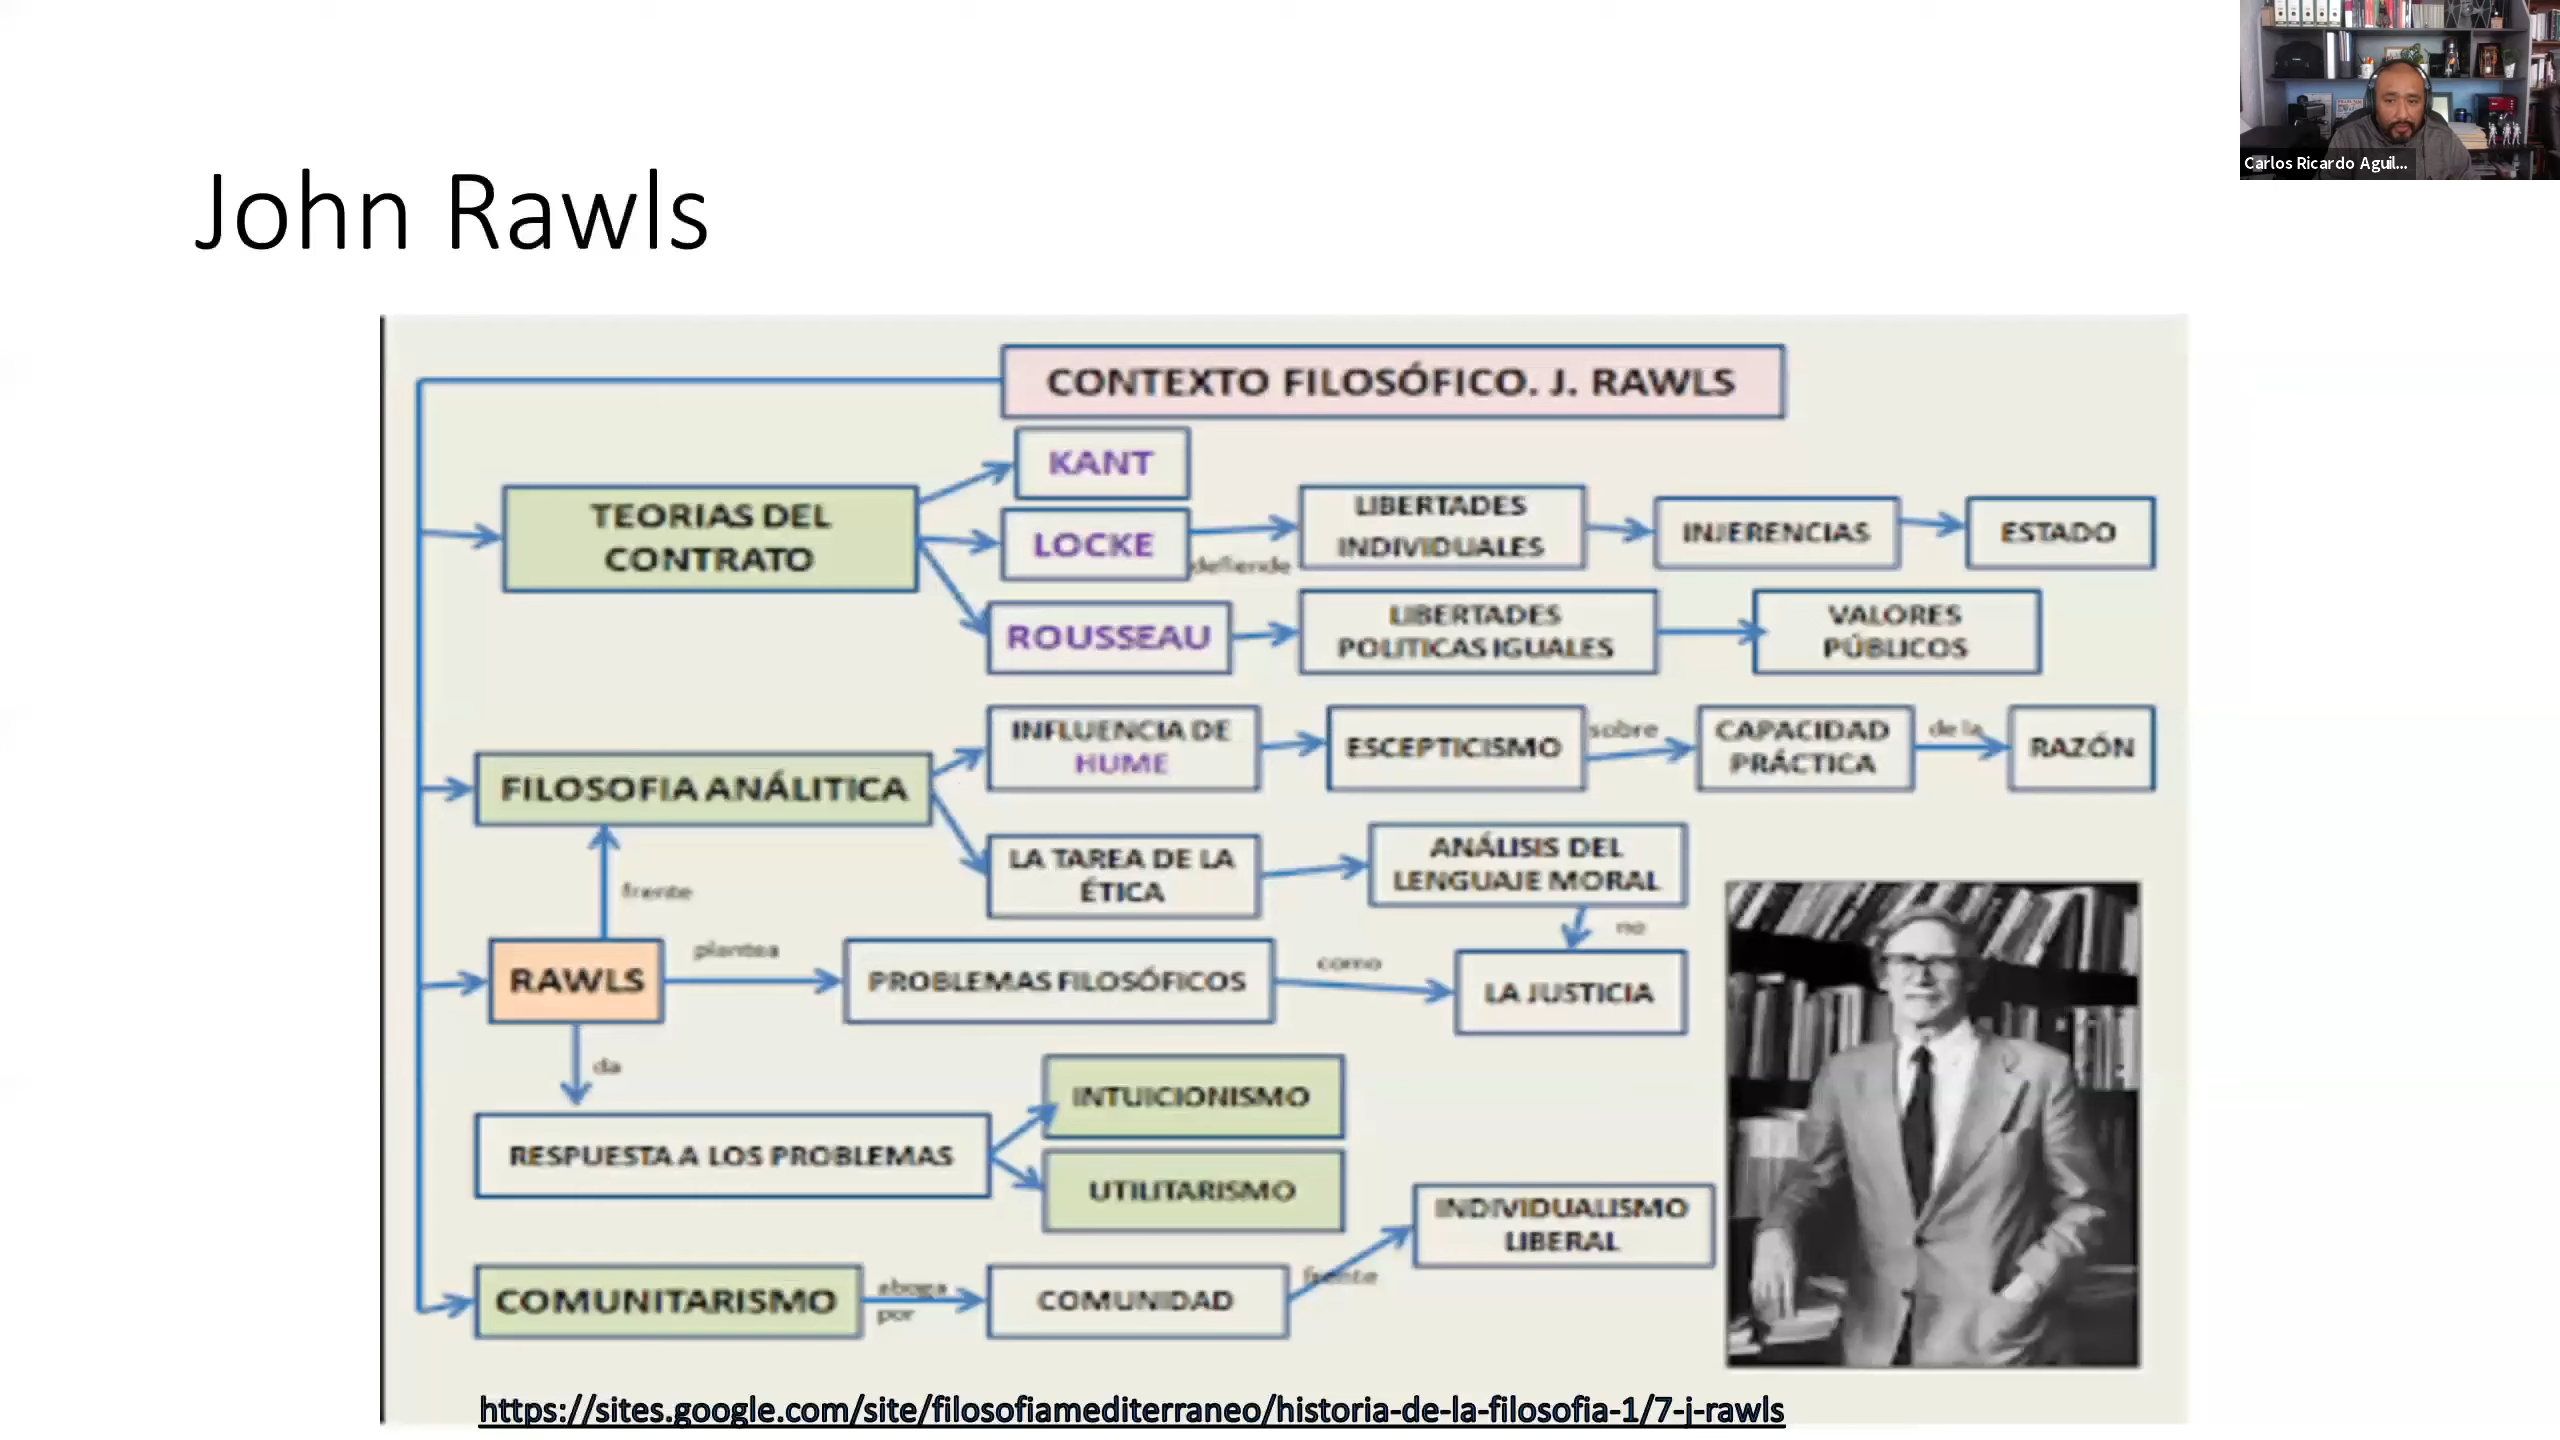 Carlos Ricardo Aguil...
John Rawls
CONTEXTO FILOSÓFICO. J. RAWLS
TEORIAS DEL
CONTRATO
KANT
LOCKE
defiende
LIBERTADES
INDIVIDUALES
INJERENCIAS
ESTADO
ROUSSEAU
LIBERTADES
POLITICAS IGUALES
VALORES
PÚBLICOS
FILOSOFIA ANÁLITICA
INFLUENCIA DE
HUME
ESCEPTICISMO
sobre
CAPACIDAD
PRÁCTICA
de la
RAZÓN
LA TAREA DE LA
ÉTICA
ANÁLISIS DEL
LENGUAJE MORAL
no
frente
RAWLS
plantea
PROBLEMAS FILOSÓFICOS
como
LA JUSTICIA
da
RESPUESTA A LOS PROBLEMAS
INTUICIONISMO
UTILITARISMO
COMUNITARISMO
aboga
por
COMUNIDAD
frente
INDIVIDUALISMO
LIBERAL
https://sites.google.com/site/filosofiamediterraneo/historia-de-la-filosofia-1/7-j-rawls